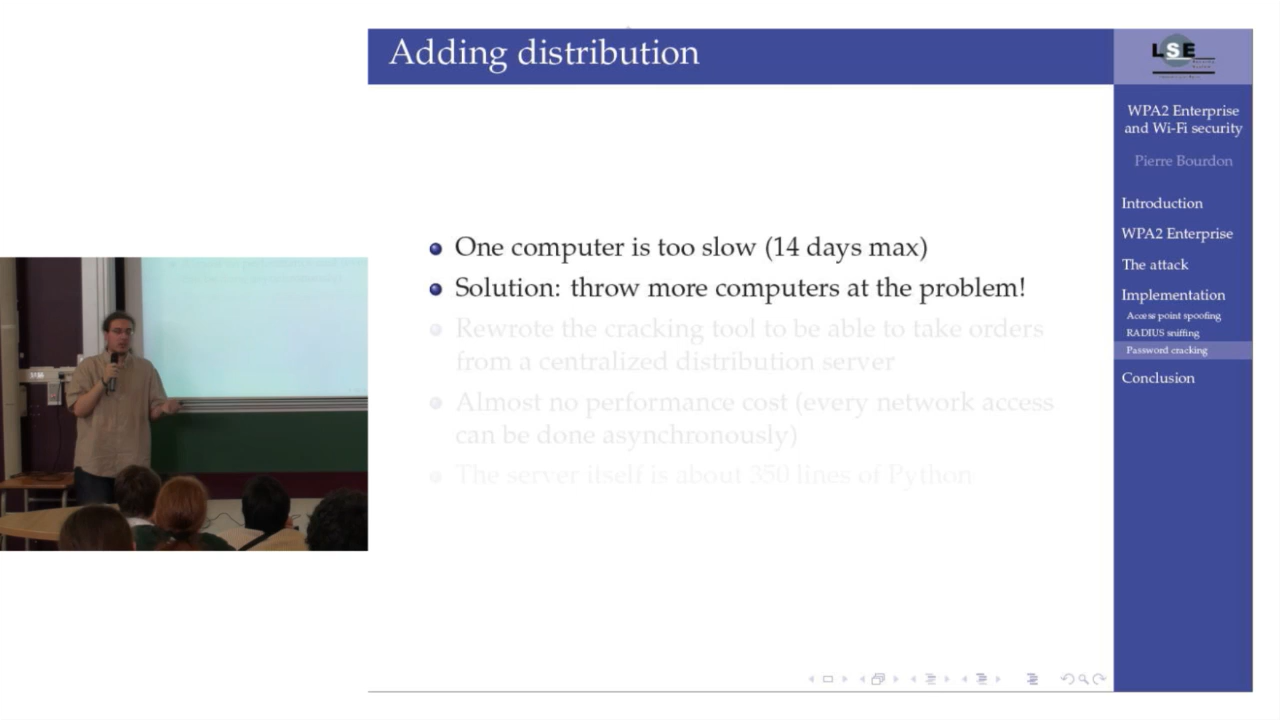 Adding distribution
One computer is too slow (14 days max)
Solution: throw more computers at the problem!
Rewrote the cracking tool to be able to take orders
from a centralized distribution server
Almost no performance cost (every network access
can be done asynchronously)
The server itself is about 350 lines of Python
LSE
WPA2 Enterprise
and Wi-Fi security
Pierre Bourdon
Introduction
WPA2 Enterprise
The attack
Implementation
Access point spoofing
RADIUS sniffing
Password cracking
Conclusion